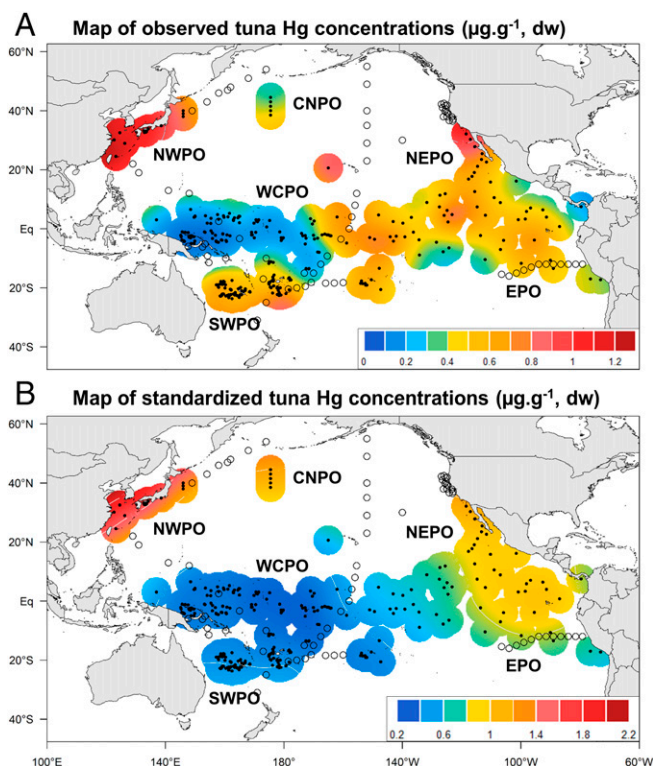 A Map of observed tuna Hg concentrations (µg.g⁻¹, dw)
60°N
40°N
20°N
Eq
20°S
40°S
CNPO
NWPO
NEPO
WCPO
SWPO
EPO
0 0.2 0.4 0.6 0.8 1 1.2
B Map of standardized tuna Hg concentrations (µg.g⁻¹, dw)
60°N
40°N
20°N
Eq
20°S
40°S
CNPO
NWPO
NEPO
WCPO
SWPO
EPO
0.2 0.6 1 1.4 1.8 2.2
100°E 140°E 180° 140°W 100°W 60°W